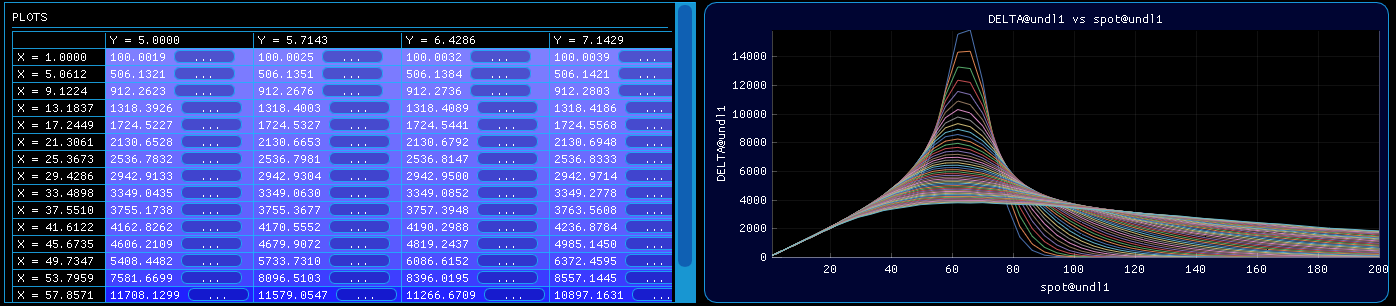 PLOTS
Y = 5.0000 Y = 5.7143 Y = 6.4286 Y = 7.1429
X = 1.0000 100.0019 ... 100.0025 ... 100.0032 ... 100.0039 ...
X = 5.0612 506.1321 ... 506.1351 ... 506.1384 ... 506.1421 ...
X = 9.1224 912.2623 ... 912.2676 ... 912.2736 ... 912.2803 ...
X = 13.1837 1318.3926 ... 1318.4003 ... 1318.4089 ... 1318.4186 ...
X = 17.2449 1724.5227 ... 1724.5327 ... 1724.5441 ... 1724.5568 ...
X = 21.3061 2130.6528 ... 2130.6653 ... 2130.6792 ... 2130.6948 ...
X = 25.3673 2536.7832 ... 2536.7981 ... 2536.8147 ... 2536.8333 ...
X = 29.4286 2942.9133 ... 2942.9304 ... 2942.9500 ... 2942.9714 ...
X = 33.4898 3349.0435 ... 3349.0630 ... 3349.0852 ... 3349.2778 ...
X = 37.5510 3755.1738 ... 3755.3677 ... 3757.3948 ... 3763.5608 ...
X = 41.6122 4162.8262 ... 4170.5552 ... 4190.2988 ... 4236.8784 ...
X = 45.6735 4606.2109 ... 4679.9072 ... 4819.2437 ... 4985.1450 ...
X = 49.7347 5408.4482 ... 5733.7310 ... 6086.6152 ... 6372.4595 ...
X = 53.7959 7581.6699 ... 8096.5103 ... 8396.0195 ... 8557.1445 ...
X = 57.8571 11708.1299 ... 11579.0547 ... 11266.6709 ... 10897.1631 ...
DELTA@undl1 vs spot@undl1
DELTA@undl1
14000
12000
10000
8000
6000
4000
2000
0
20 40 60 80 100 120 140 160 180 200
spot@undl1